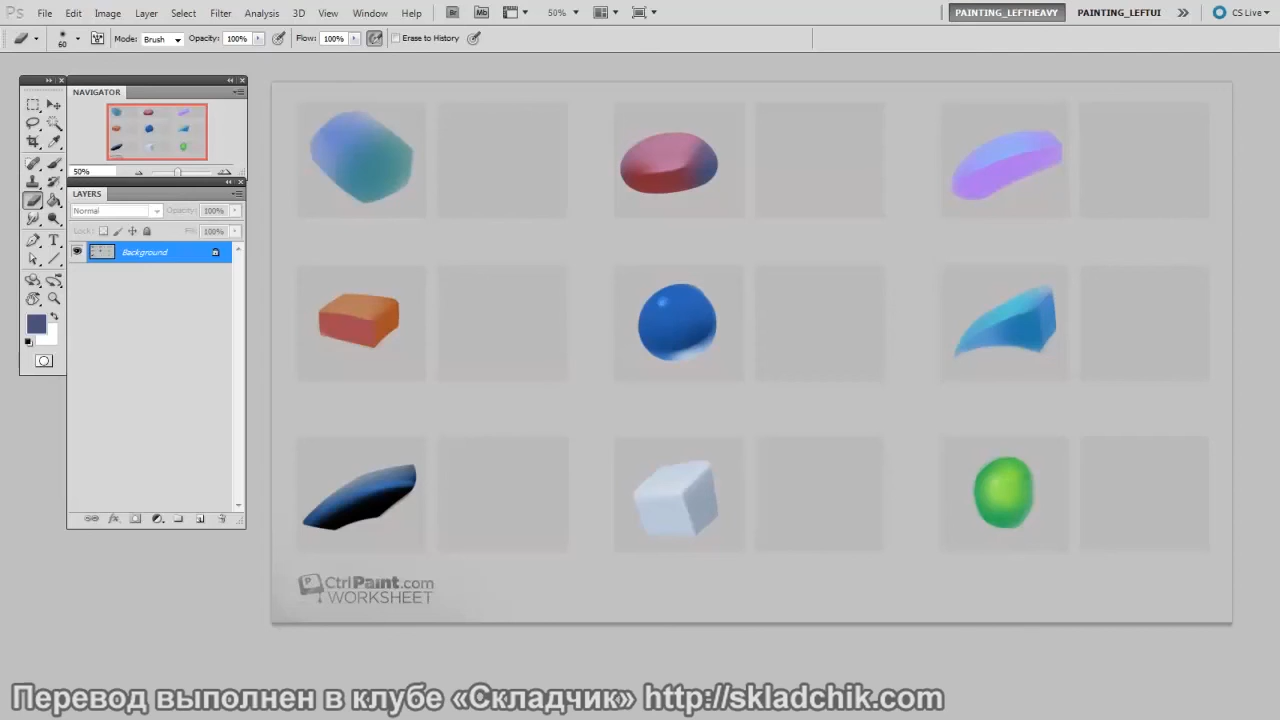 Ps File Edit Image Layer Select Filter Analysis 3D View Window Help Br Mb 50% PAINTING_LEFTHEAVY PAINTING_LEFTUI CS Live
60 Mode: Brush Opacity: 100% Flow: 100% Erase to History
NAVIGATOR
50%
LAYERS
Normal Opacity: 100%
Lock: Fill: 100%
Background
CtrlPaint.com
WORKSHEET
Перевод выполнен в клубе «Складчик» http://skladchik.com